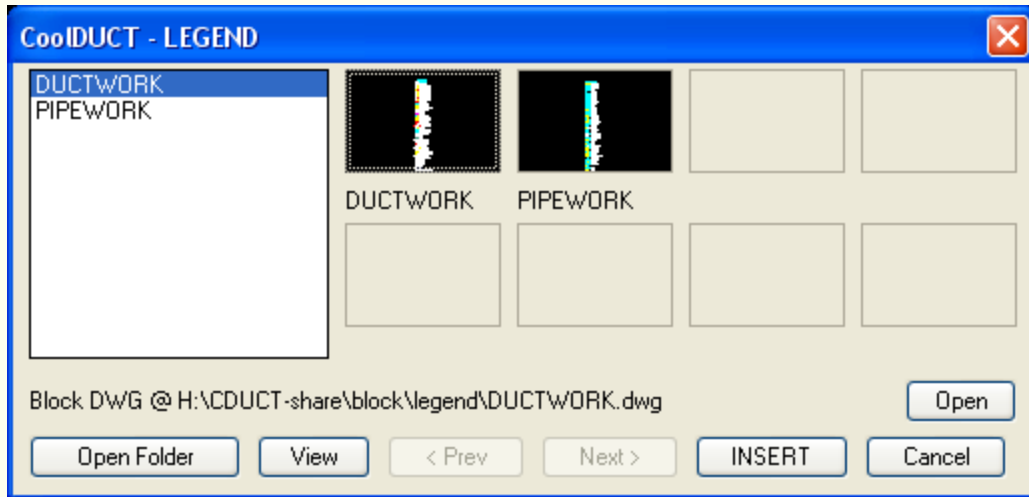 CoolDUCT - LEGEND
DUCTWORK
PIPEWORK
DUCTWORK PIPEWORK
Block DWG @ H:\CDUCT-share\block\legend\DUCTWORK.dwg
Open
Open Folder View < Prev Next > INSERT Cancel